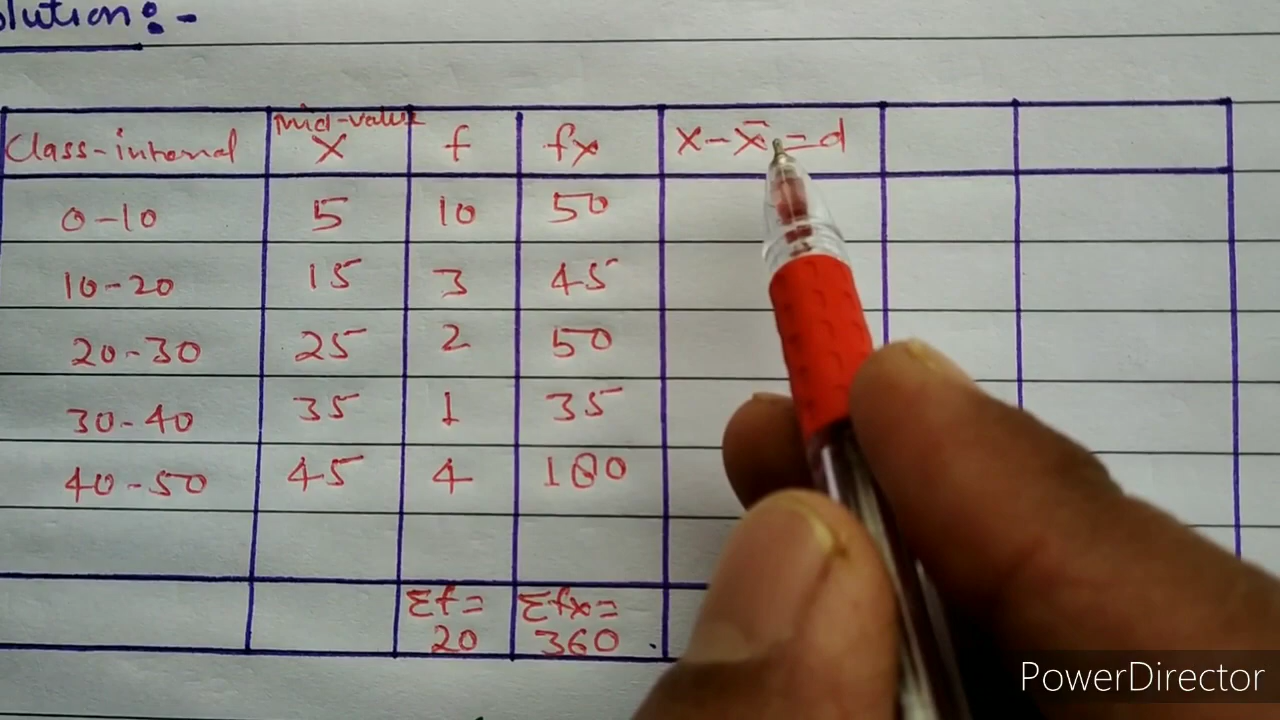 olution:-
Class-interval Mid-value X f fx X-x̄=d
0-10 5 10 50
10-20 15 3 45
20-30 25 2 50
30-40 35 1 35
40-50 45 4 180
Σf= 20 Σfx= 360
PowerDirector